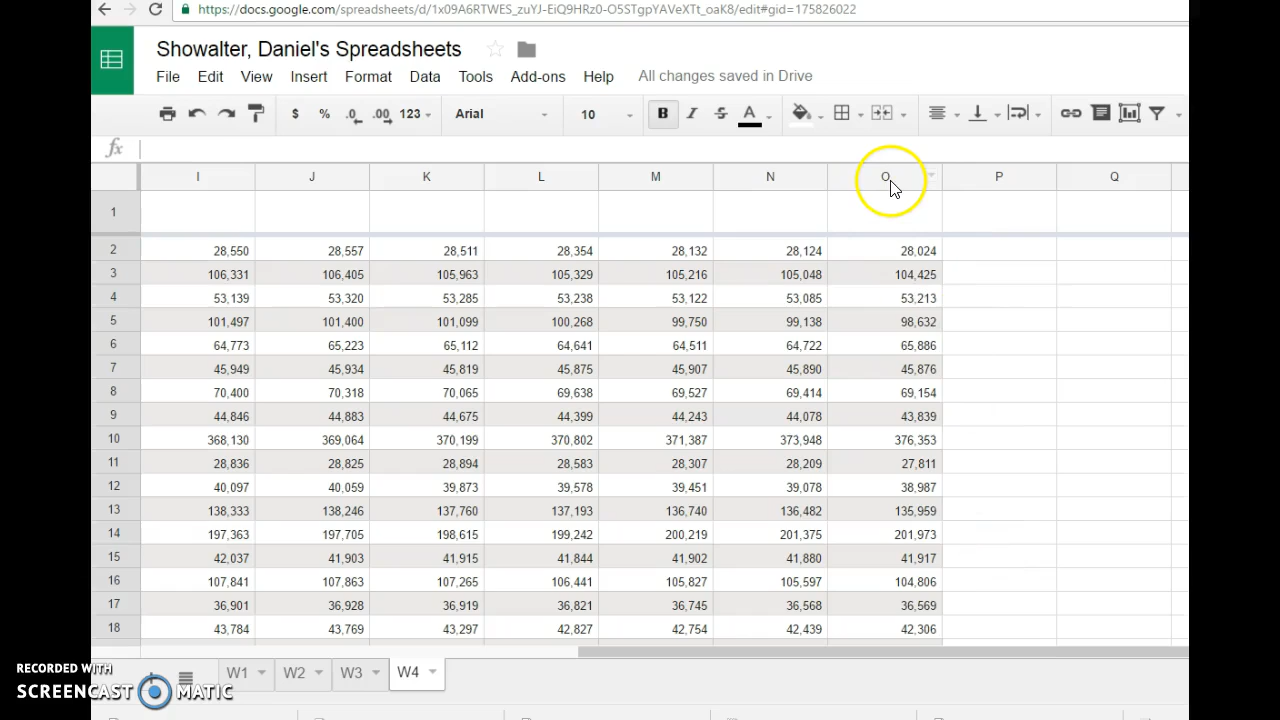 https://docs.google.com/spreadsheets/d/1x09A6RTWES_zuYJ-EiQ9HRz0-O5STgpYAVeXTt_oaK8/edit#gid=175826022
Showalter, Daniel's Spreadsheets
File Edit View Insert Format Data Tools Add-ons Help All changes saved in Drive
$ % .0 .00 123 Arial 10 B I S A
fx
I J K L M N O P Q
1
2 28,550 28,557 28,511 28,354 28,132 28,124 28,024
3 106,331 106,405 105,963 105,329 105,216 105,048 104,425
4 53,139 53,320 53,285 53,238 53,122 53,085 53,213
5 101,497 101,400 101,099 100,268 99,750 99,138 98,632
6 64,773 65,223 65,112 64,641 64,511 64,722 65,886
7 45,949 45,934 45,819 45,875 45,907 45,890 45,876
8 70,400 70,318 70,065 69,638 69,527 69,414 69,154
9 44,846 44,883 44,675 44,399 44,243 44,078 43,839
10 368,130 369,064 370,199 370,802 371,387 373,948 376,353
11 28,836 28,825 28,894 28,583 28,307 28,209 27,811
12 40,097 40,059 39,873 39,578 39,451 39,078 38,987
13 138,333 138,246 137,760 137,193 136,740 136,482 135,959
14 197,363 197,705 198,615 199,242 200,219 201,375 201,973
15 42,037 41,903 41,915 41,844 41,902 41,880 41,917
16 107,841 107,863 107,265 106,441 105,827 105,597 104,806
17 36,901 36,928 36,919 36,821 36,745 36,568 36,569
18 43,784 43,769 43,297 42,827 42,754 42,439 42,306
W1 W2 W3 W4
RECORDED WITH
SCREENCAST MATIC